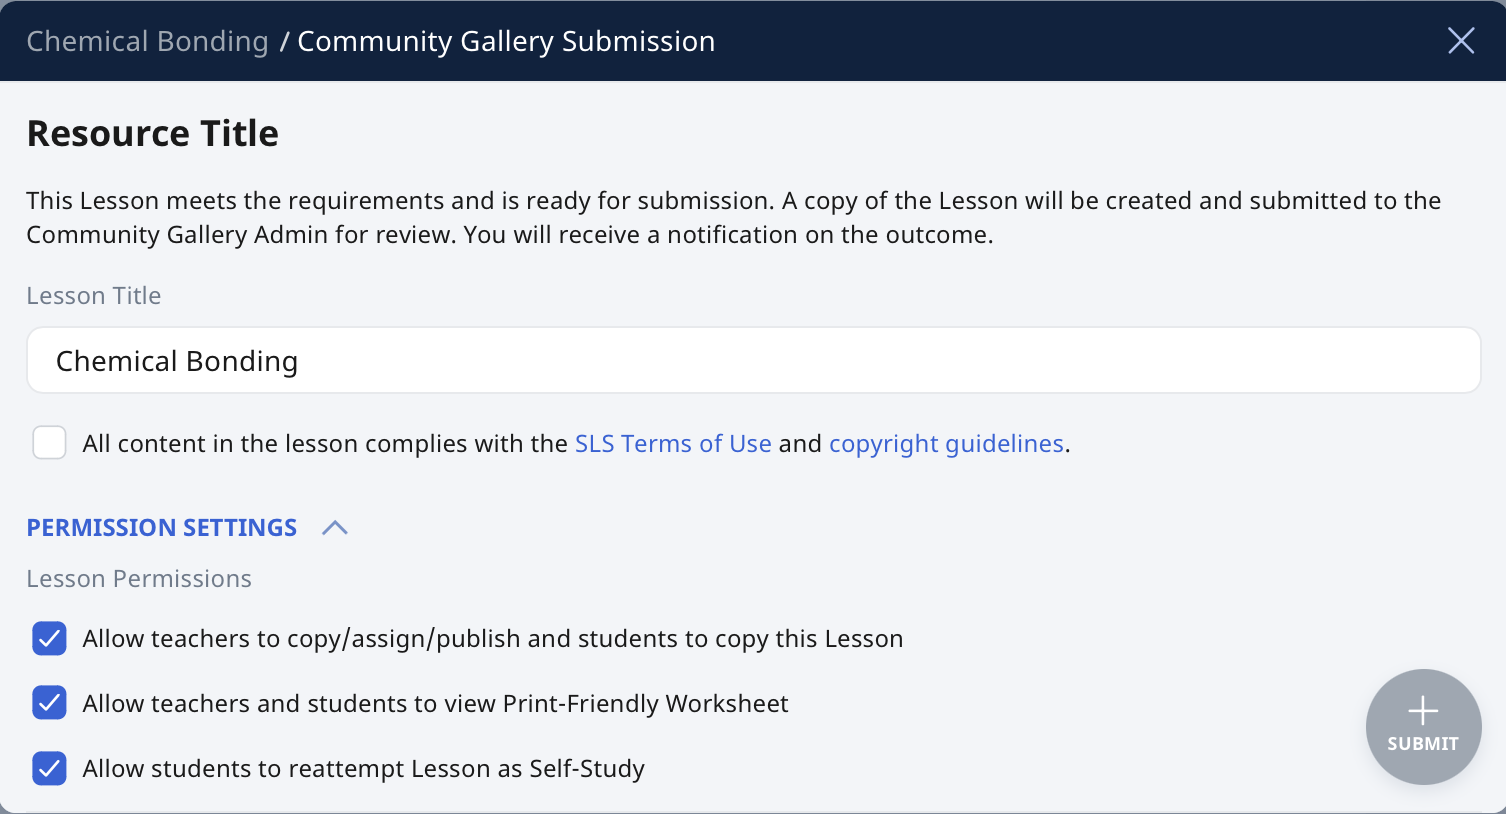 Chemical Bonding / Community Gallery Submission
Resource Title
This Lesson meets the requirements and is ready for submission. A copy of the Lesson will be created and submitted to the
Community Gallery Admin for review. You will receive a notification on the outcome.
Lesson Title
Chemical Bonding
All content in the lesson complies with the SLS Terms of Use and copyright guidelines.
PERMISSION SETTINGS
Lesson Permissions
Allow teachers to copy/assign/publish and students to copy this Lesson
Allow teachers and students to view Print-Friendly Worksheet
Allow students to reattempt Lesson as Self-Study
SUBMIT